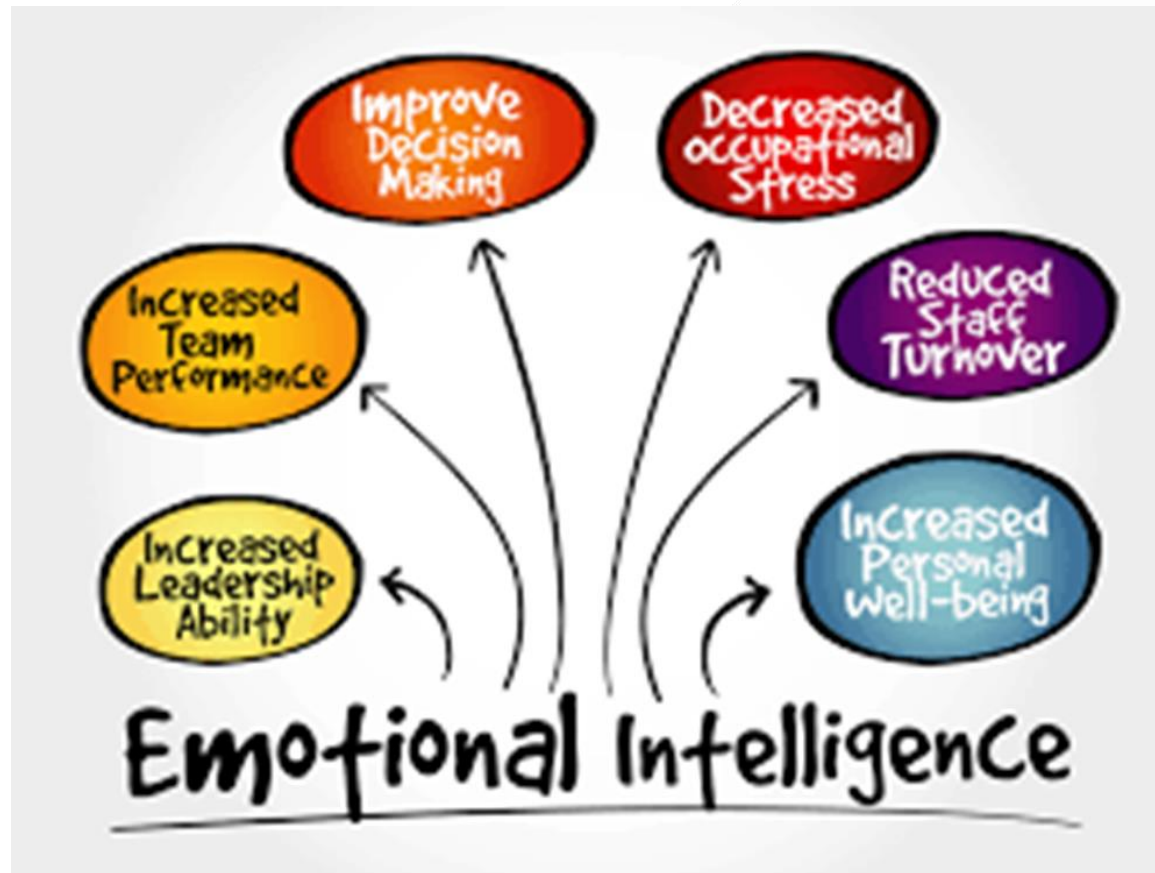 Improve
Decision
Making
Decreased
Occupational
Stress
Increased
Team
Performance
Reduced
Staff
Turnover
Increased
Leadership
Ability
Increased
Personal
Well-being
Emotional Intelligence